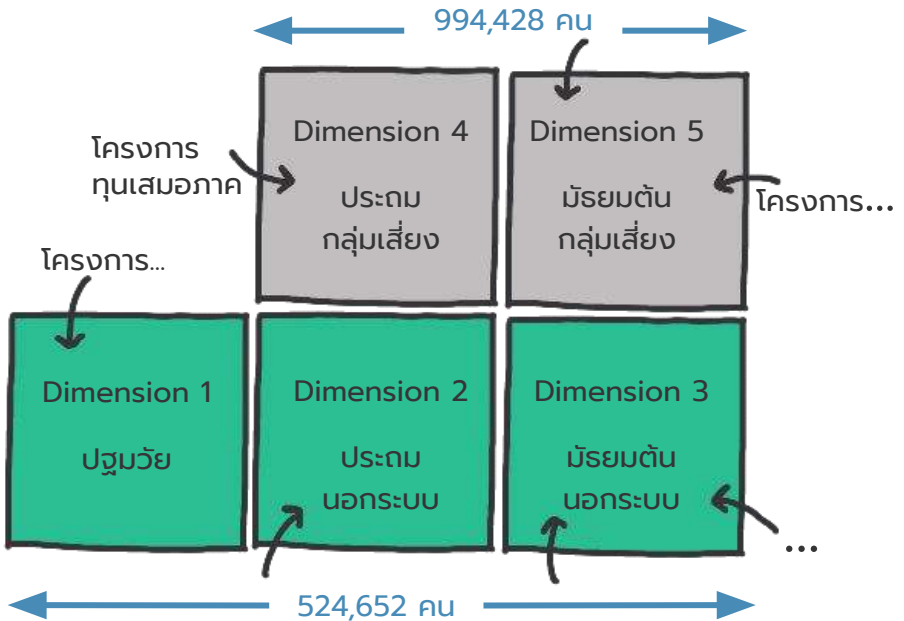 994,428 คน
Dimension 4
Dimension 5
โครงการ
ทุนเสมอภาค
ประถม
กลุ่มเสี่ยง
มัธยมต้น
กลุ่มเสี่ยง
โครงการ...
โครงการ...
Dimension 1
Dimension 2
Dimension 3
ปฐมวัย
ประถม
นอกระบบ
มัธยมต้น
นอกระบบ
...
524,652 คน